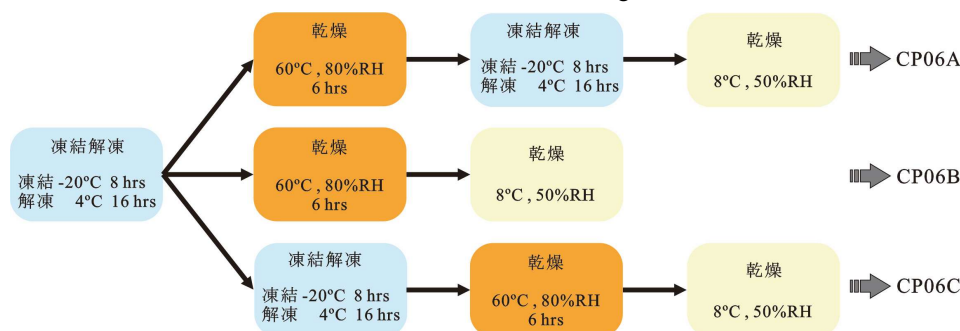 乾燥
60ºC , 80%RH
6 hrs
凍結解凍
凍結 -20ºC 8 hrs
解凍 4ºC 16 hrs
乾燥
8ºC , 50%RH
CP06A
凍結解凍
凍結 -20ºC 8 hrs
解凍 4ºC 16 hrs
乾燥
60ºC , 80%RH
6 hrs
乾燥
8ºC , 50%RH
CP06B
凍結解凍
凍結 -20ºC 8 hrs
解凍 4ºC 16 hrs
乾燥
60ºC , 80%RH
6 hrs
乾燥
8ºC , 50%RH
CP06C